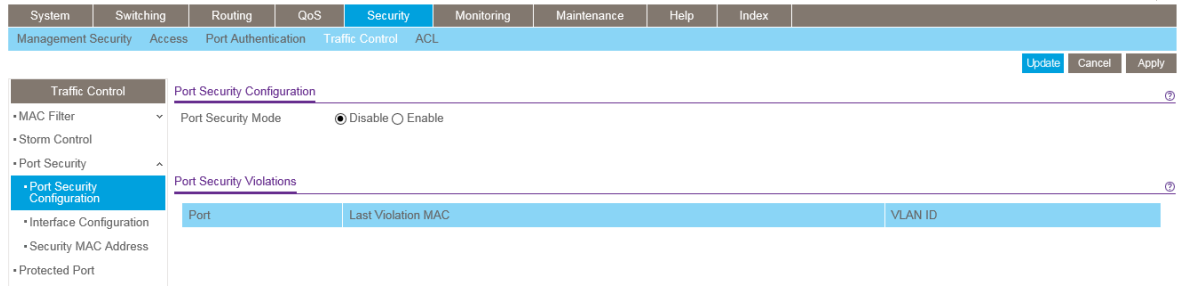 System Switching Routing QoS Security Monitoring Maintenance Help Index
Management Security Access Port Authentication Traffic Control ACL
Update Cancel Apply
Traffic Control
MAC Filter
Storm Control
Port Security
Port Security
Configuration
Interface Configuration
Security MAC Address
Protected Port
Port Security Configuration
Port Security Mode Disable Enable
Port Security Violations
Port Last Violation MAC VLAN ID